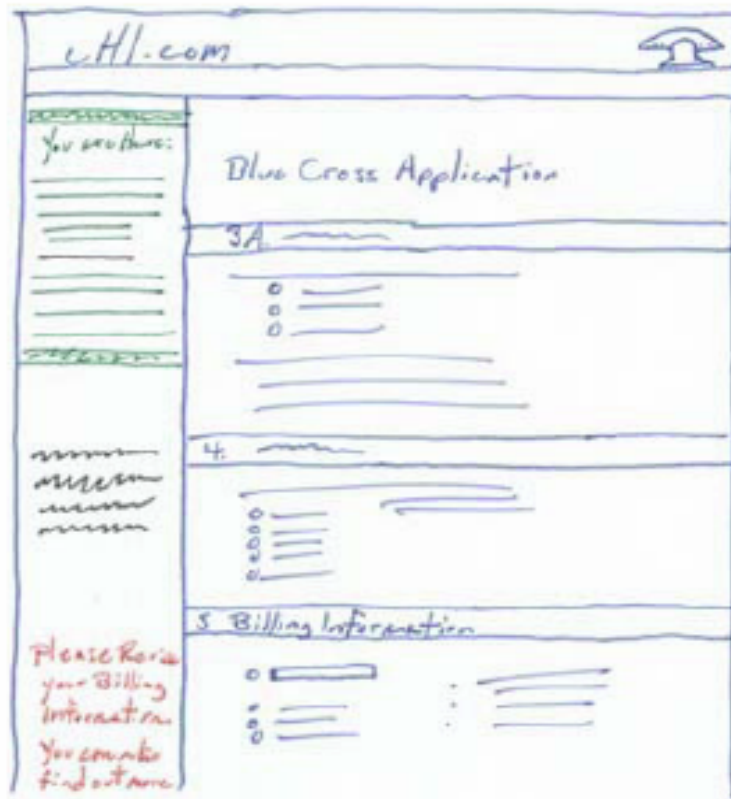 eHI.com
You are Here:
Blue Cross Application
3A.
4.
5 Billing Information
Please
your Billing
Information
You can also
find out more